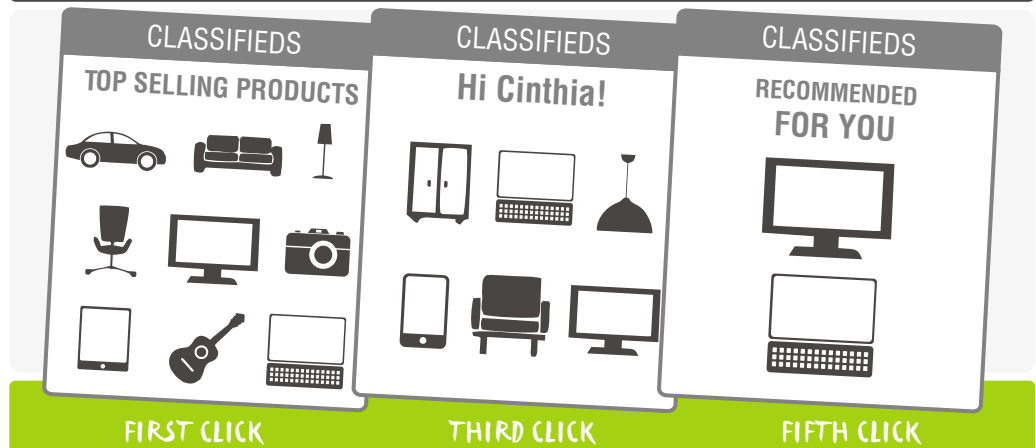 CLASSIFIEDS
TOP SELLING PRODUCTS
FIRST CLICK
CLASSIFIEDS
Hi Cinthia!
THIRD CLICK
CLASSIFIEDS
RECOMMENDED
FOR YOU
FIFTH CLICK